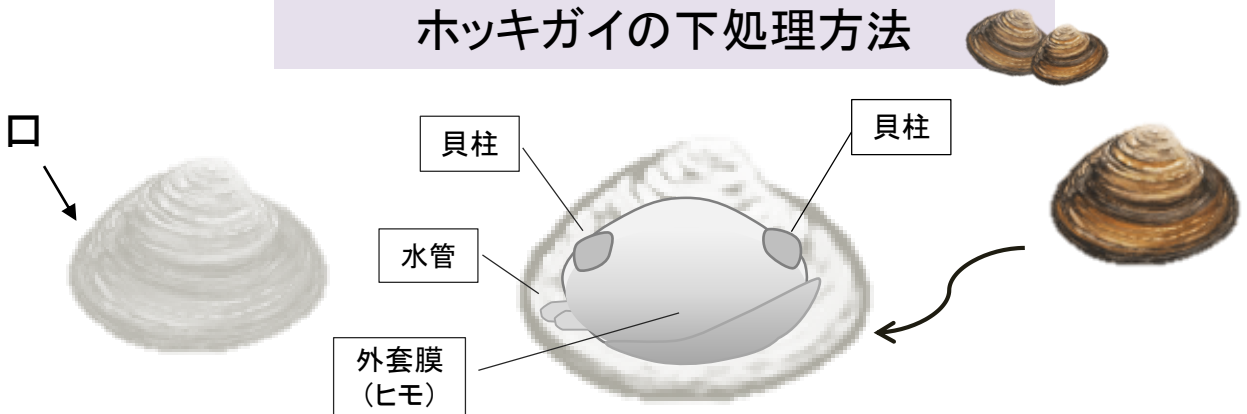 ホッキガイの下処理方法
口
貝柱
貝柱
水管
外套膜
（ヒモ）